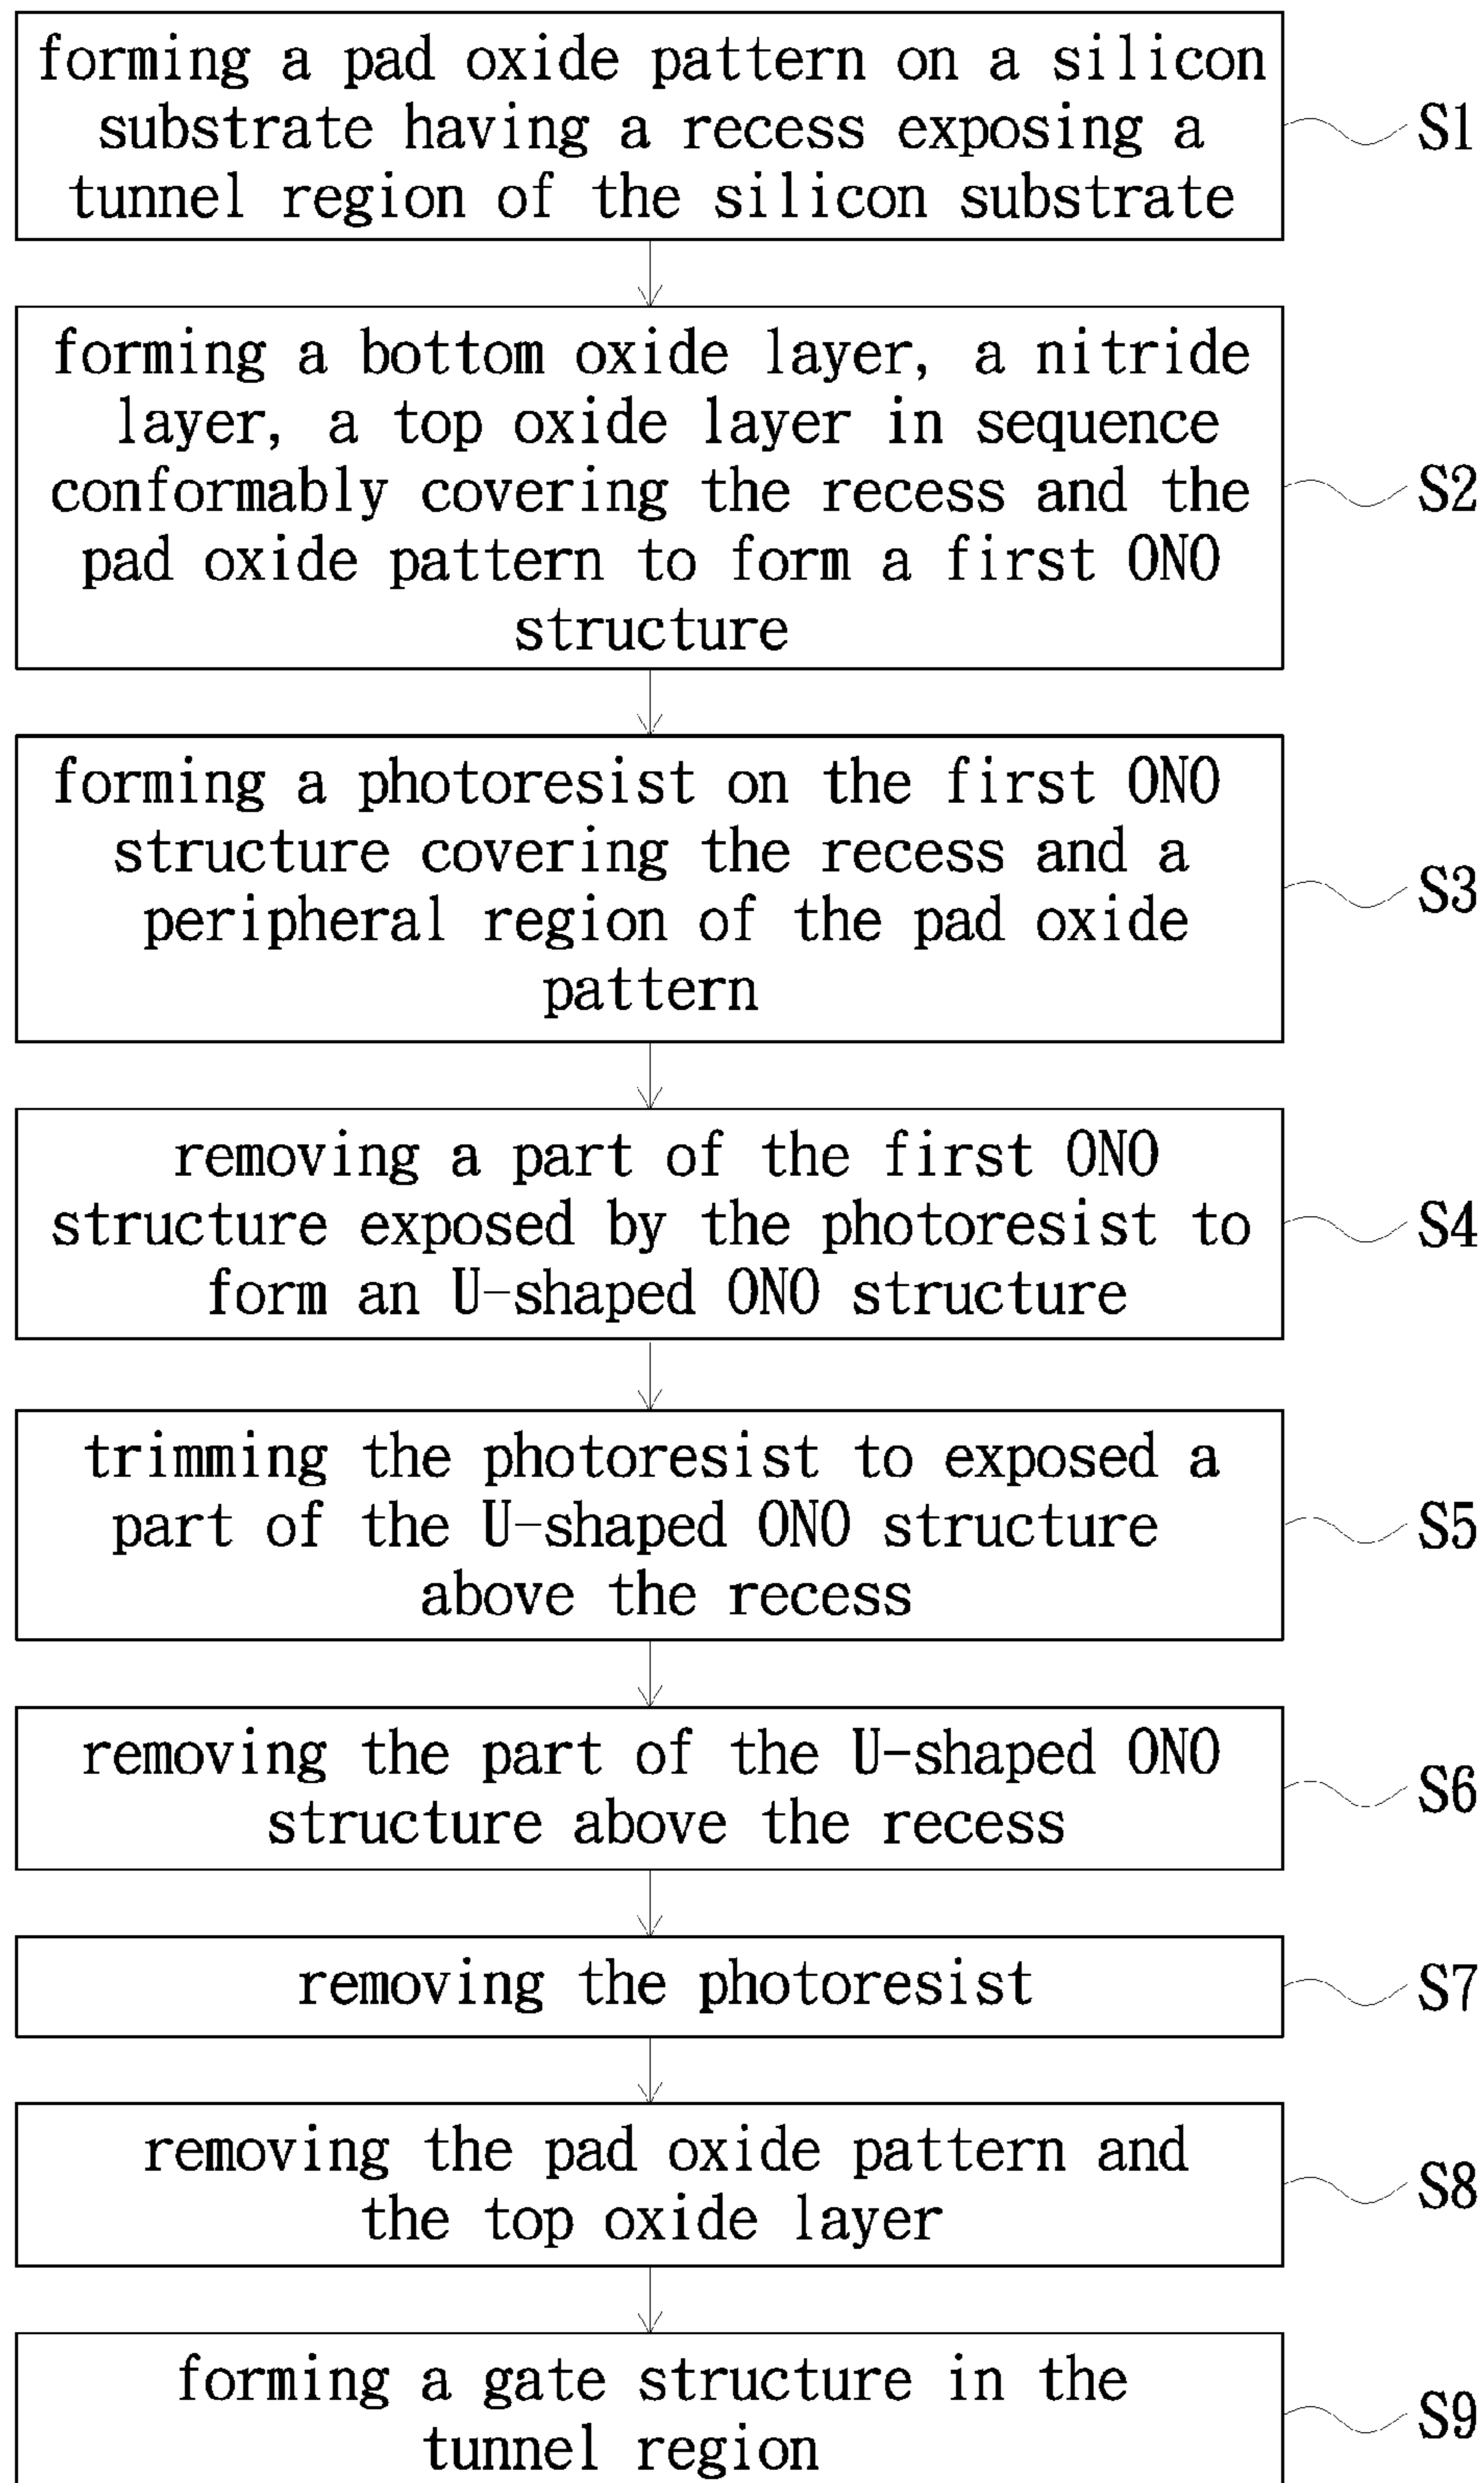 forming a pad oxide pattern on a silicon
substrate having a recess exposing a
tunnel region of the silicon substrate
S1
forming a bottom oxide layer, a nitride
layer, a top oxide layer in sequence
conformably covering the recess and the
pad oxide pattern to form a first ONO
structure
S2
forming a photoresist on the first ONO
structure covering the recess and a
peripheral region of the pad oxide
pattern
S3
removing a part of the first ONO
structure exposed by the photoresist to
form an U-shaped ONO structure
S4
trimming the photoresist to exposed a
part of the U-shaped ONO structure
above the recess
S5
removing the part of the U-shaped ONO
structure above the recess
S6
removing the photoresist
S7
removing the pad oxide pattern and
the top oxide layer
S8
forming a gate structure in the
tunnel region
S9